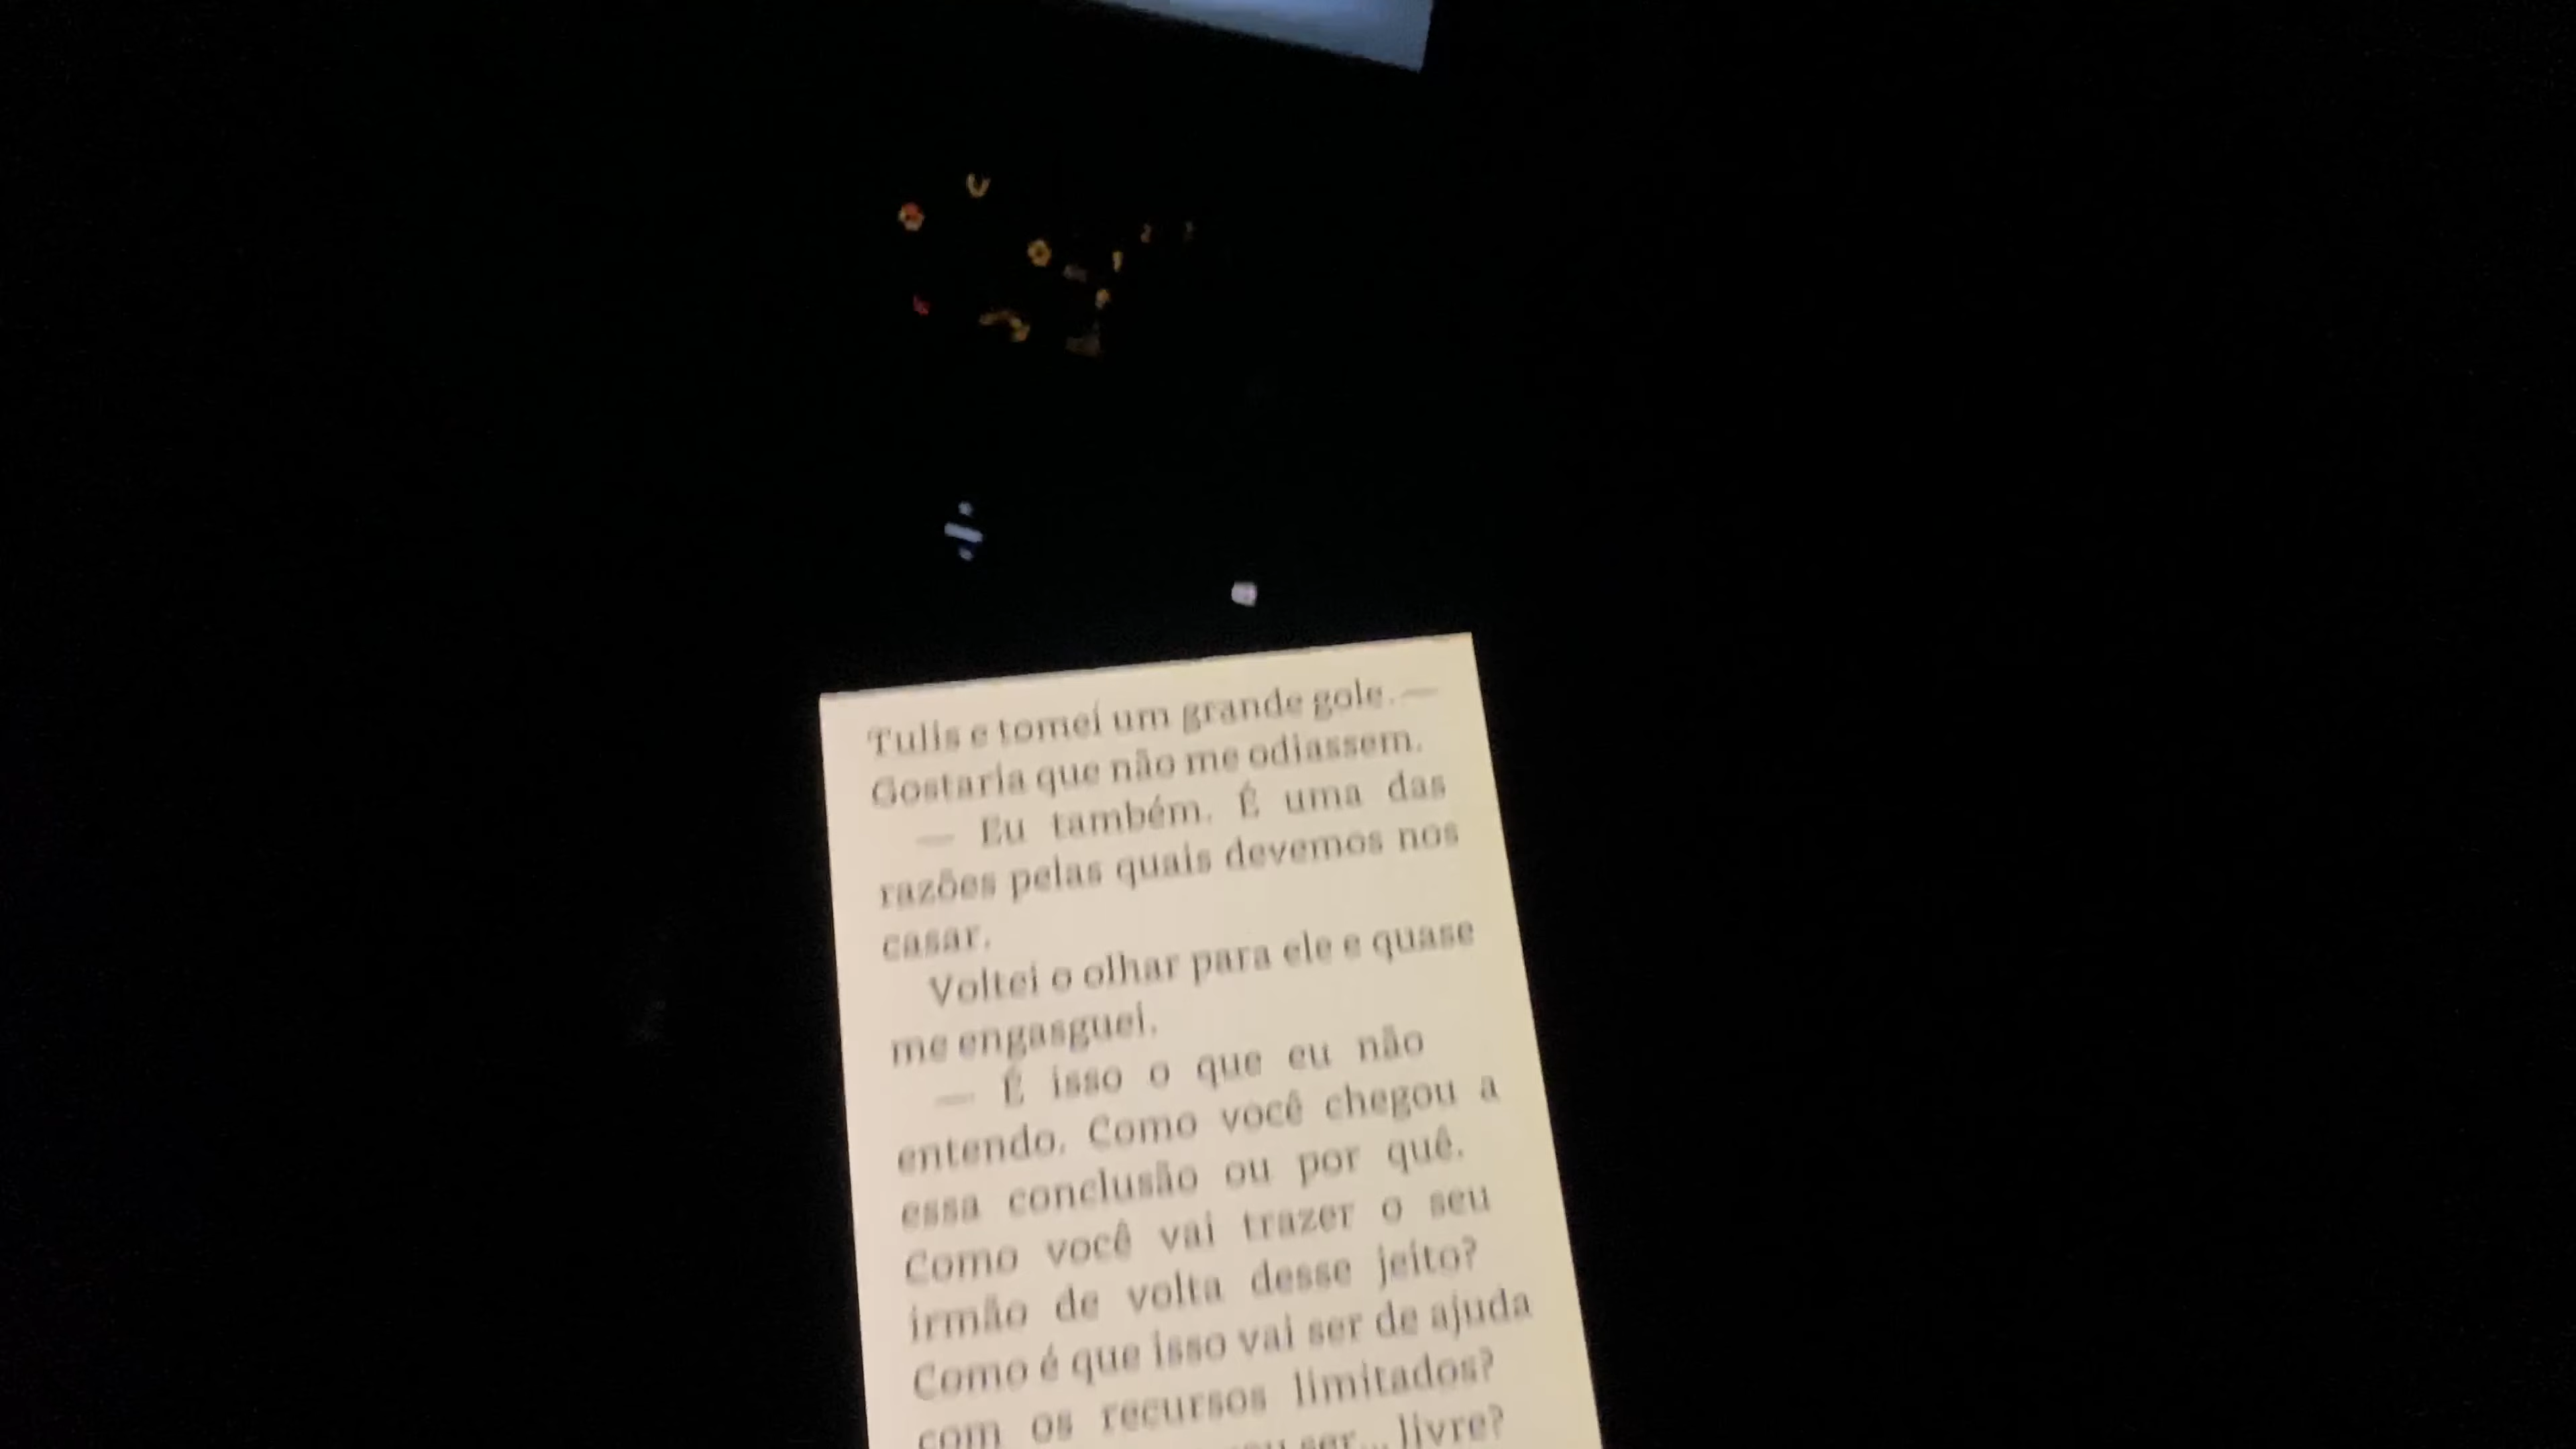 Tulis e tomei um grande gole. —
Gostaria que não me odiassem.
— Eu também. É uma das
razões pelas quais devemos nos
casar.
Voltei o olhar para ele e quase
me engasguei.
— É isso o que eu não
entendo. Como você chegou a
essa conclusão ou por quê.
Como você vai trazer o seu
irmão de volta desse jeito?
Como é que isso vai ser de ajuda
com os recursos limitados?
ser... livre?